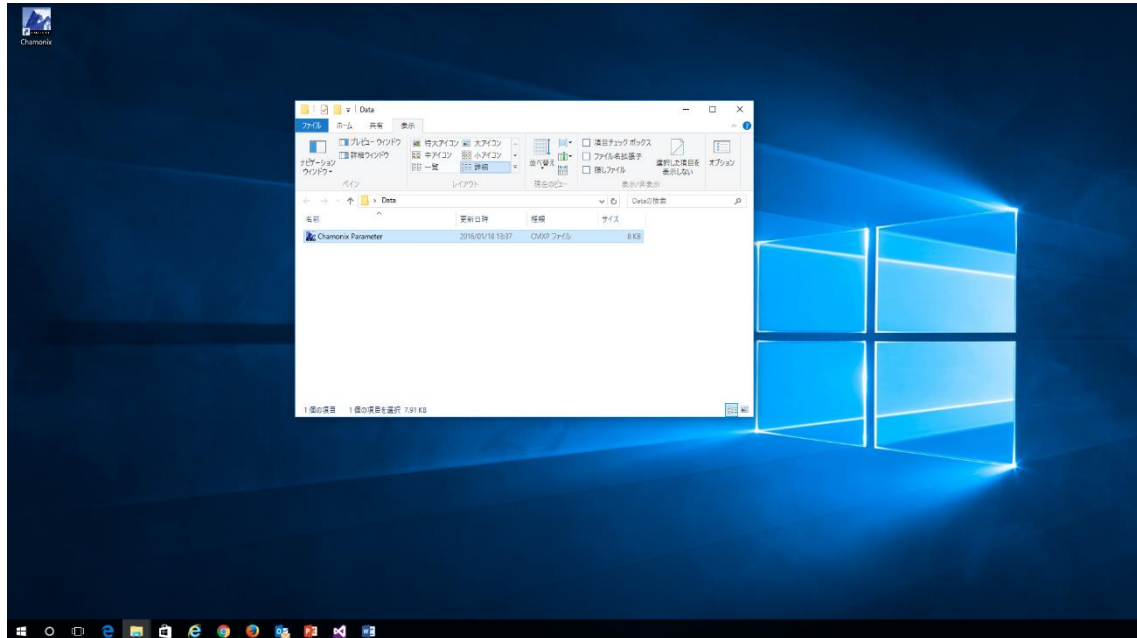 Chamonix
Data
ファイル ホーム 共有 表示
プレビュー ウィンドウ
詳細ウィンドウ
ナビゲーション
ウィンドウ
特大アイコン 大アイコン
中アイコン 小アイコン
一覧 詳細
並べ替え
項目チェック ボックス
ファイル名拡張子
隠しファイル
選択した項目を
表示しない
オプション
ペイン レイアウト 現在のビュー 表示/非表示
Data Dataの検索
名前 更新日時 種類 サイズ
Chamonix Parameter 2016/01/18 13:37 CMXP ファイル 8 KB
1 個の項目 1 個の項目を選択 7.91 KB